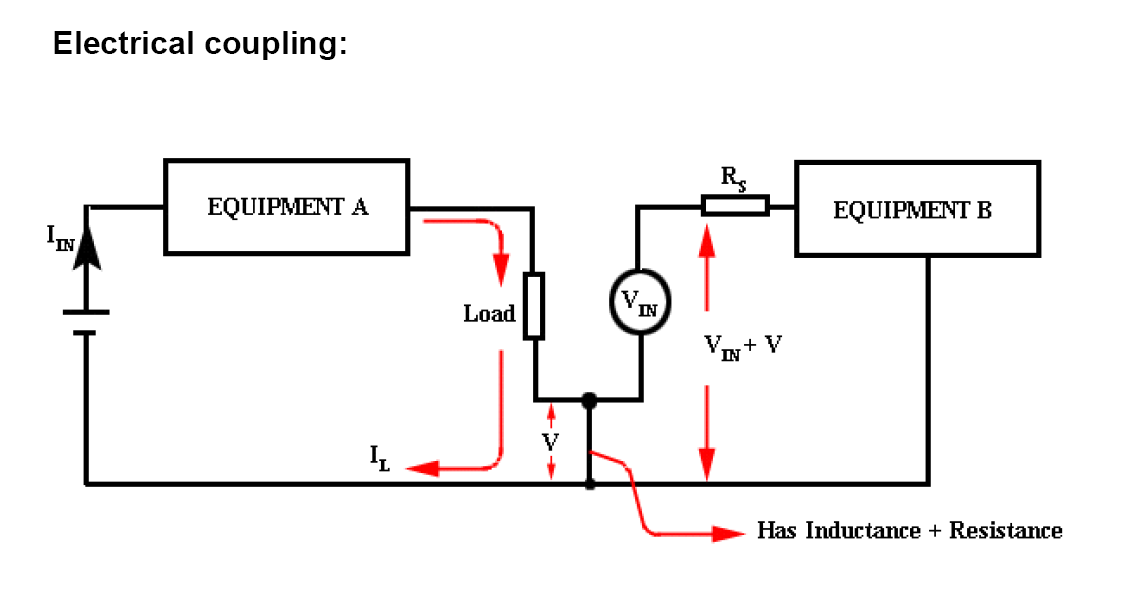 Electrical coupling:
R_S
EQUIPMENT A
EQUIPMENT B
I_IN
Load
V_IN
V_IN + V
V
I_L
Has Inductance + Resistance